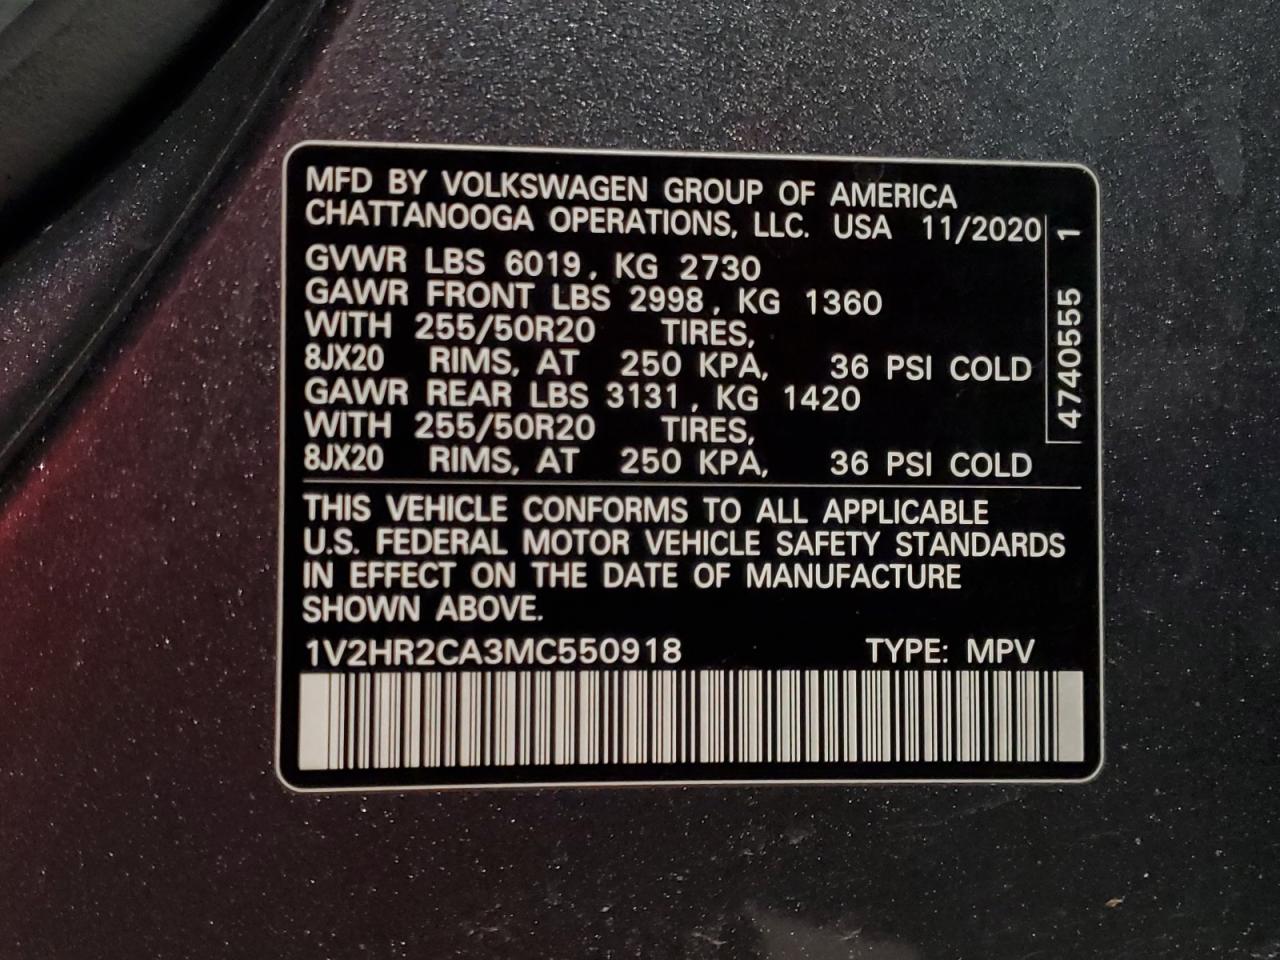 MFD BY VOLKSWAGEN GROUP OF AMERICA
CHATTANOOGA OPERATIONS, LLC. USA 11/2020
GVWR LBS 6019, KG 2730
GAWR FRONT LBS 2998, KG 1360
WITH 255/50R20 TIRES,
8JX20 RIMS, AT 250 KPA, 36 PSI COLD
GAWR REAR LBS 3131, KG 1420
WITH 255/50R20 TIRES,
8JX20 RIMS, AT 250 KPA, 36 PSI COLD
4740555 1
THIS VEHICLE CONFORMS TO ALL APPLICABLE
U.S. FEDERAL MOTOR VEHICLE SAFETY STANDARDS
IN EFFECT ON THE DATE OF MANUFACTURE
SHOWN ABOVE.
1V2HR2CA3MC550918 TYPE: MPV